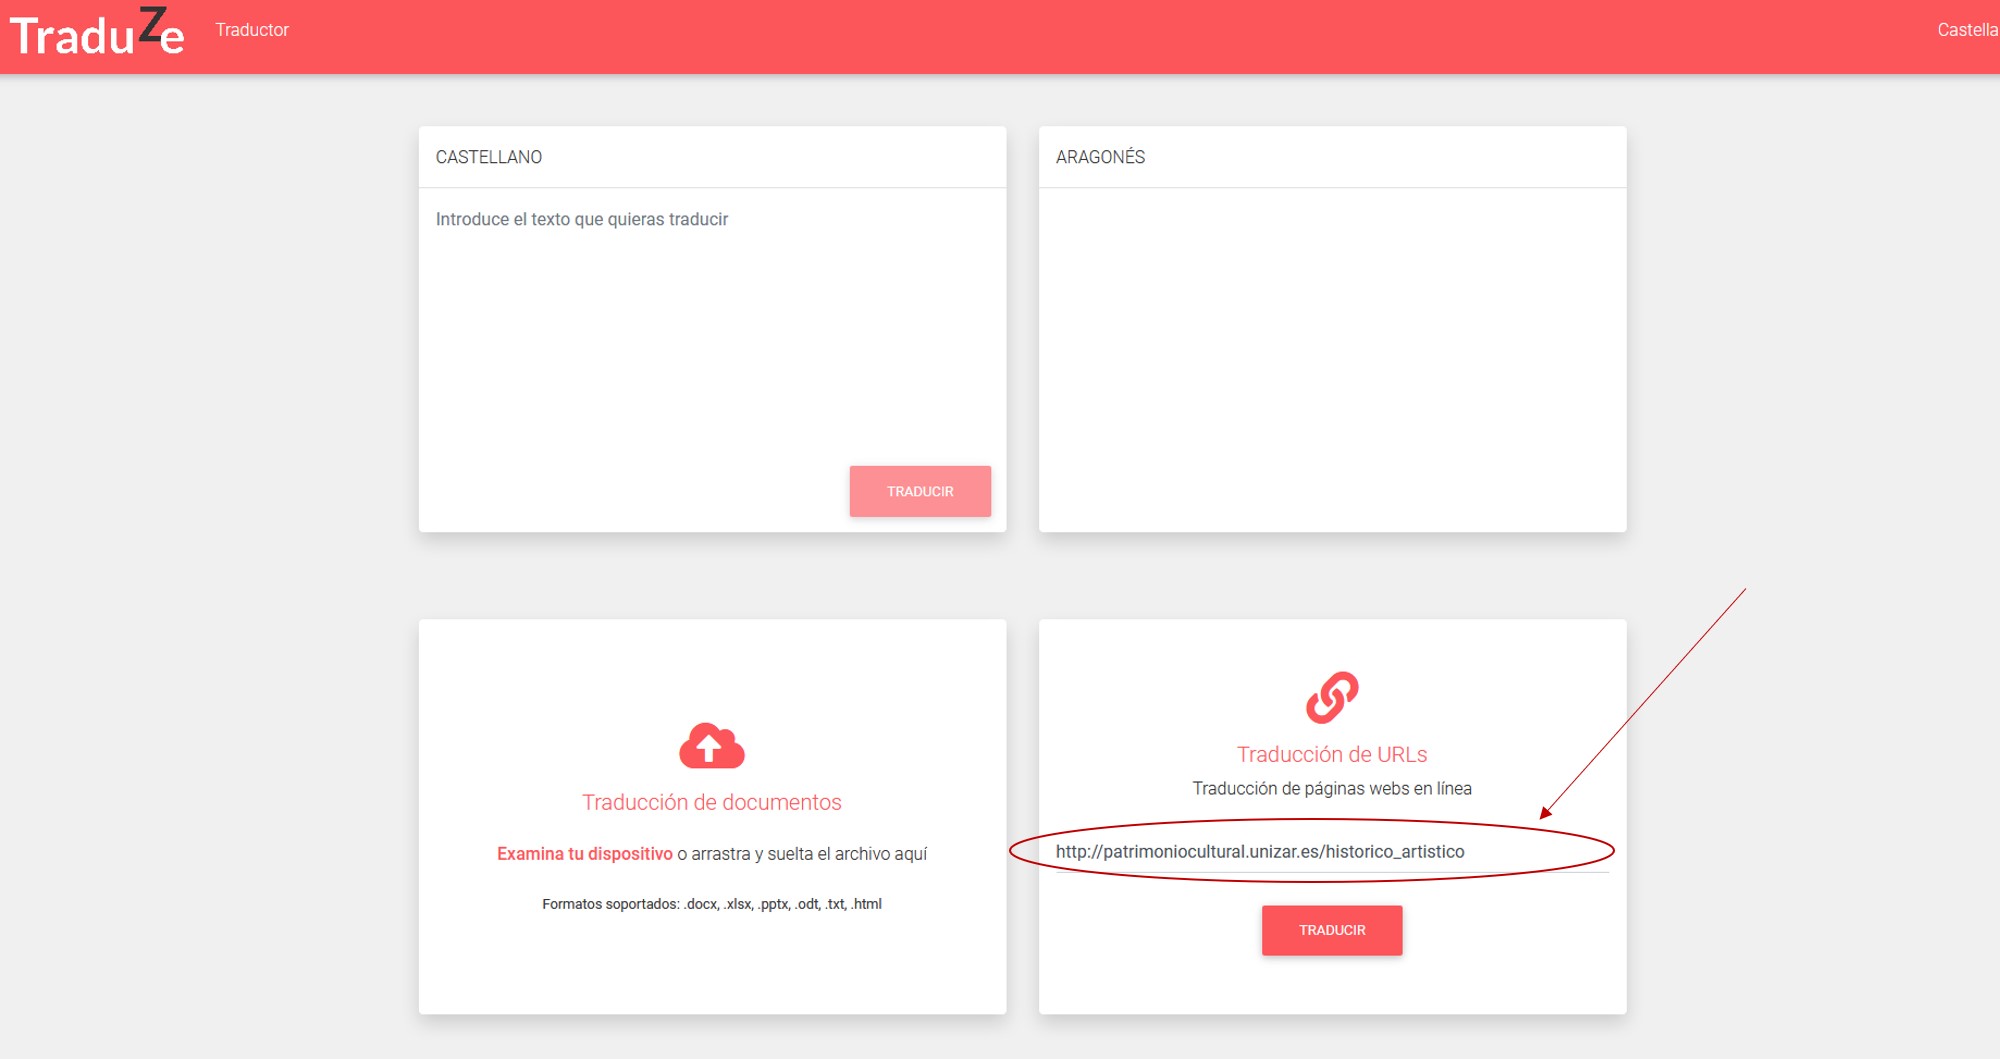 TraduZe
Traductor
Castella
CASTELLANO
Introduce el texto que quieras traducir
TRADUCIR
ARAGONÉS
Traducción de documentos
Examina tu dispositivo o arrastra y suelta el archivo aquí
Formatos soportados: .docx, .xlsx, .pptx, .odt, .txt, .html
Traducción de URLs
Traducción de páginas webs en línea
http://patrimoniocultural.unizar.es/historico_artistico
TRADUCIR